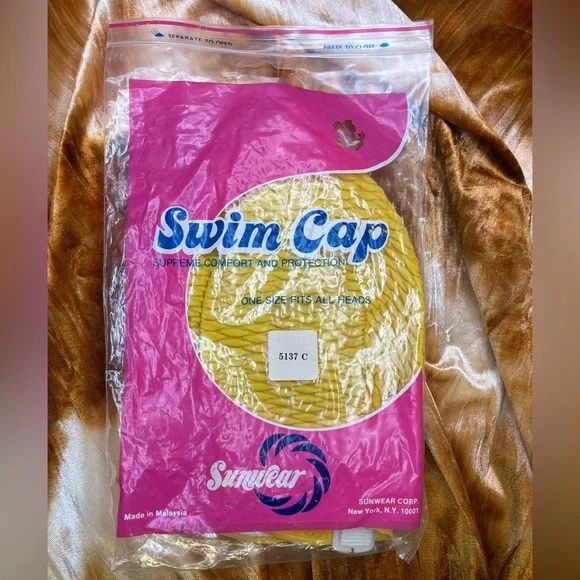 SEPARATE TO OPEN
PRESS TO CLOSE
Swim Cap
SUPREME COMFORT AND PROTECTION
ONE SIZE FITS ALL HEADS
5137 C
Sunwear
Made in Malaysia
SUNWEAR CORP.
New York, N.Y. 10001